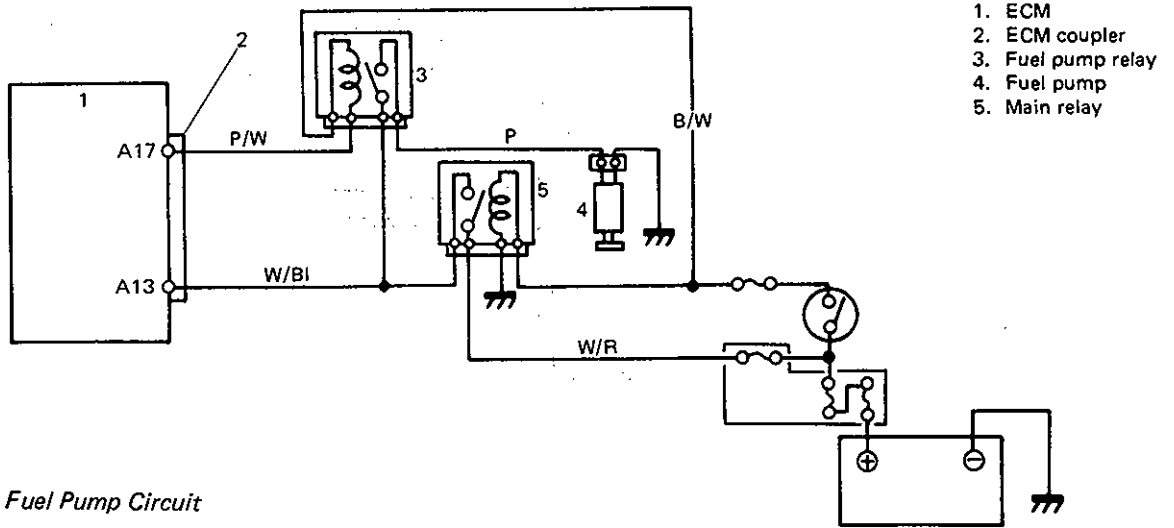 1. ECM
2. ECM coupler
3. Fuel pump relay
4. Fuel pump
5. Main relay
2
1
3
A17
P/W
P
B/W
5
4
A13
W/Bl
W/R
+
−
Fuel Pump Circuit